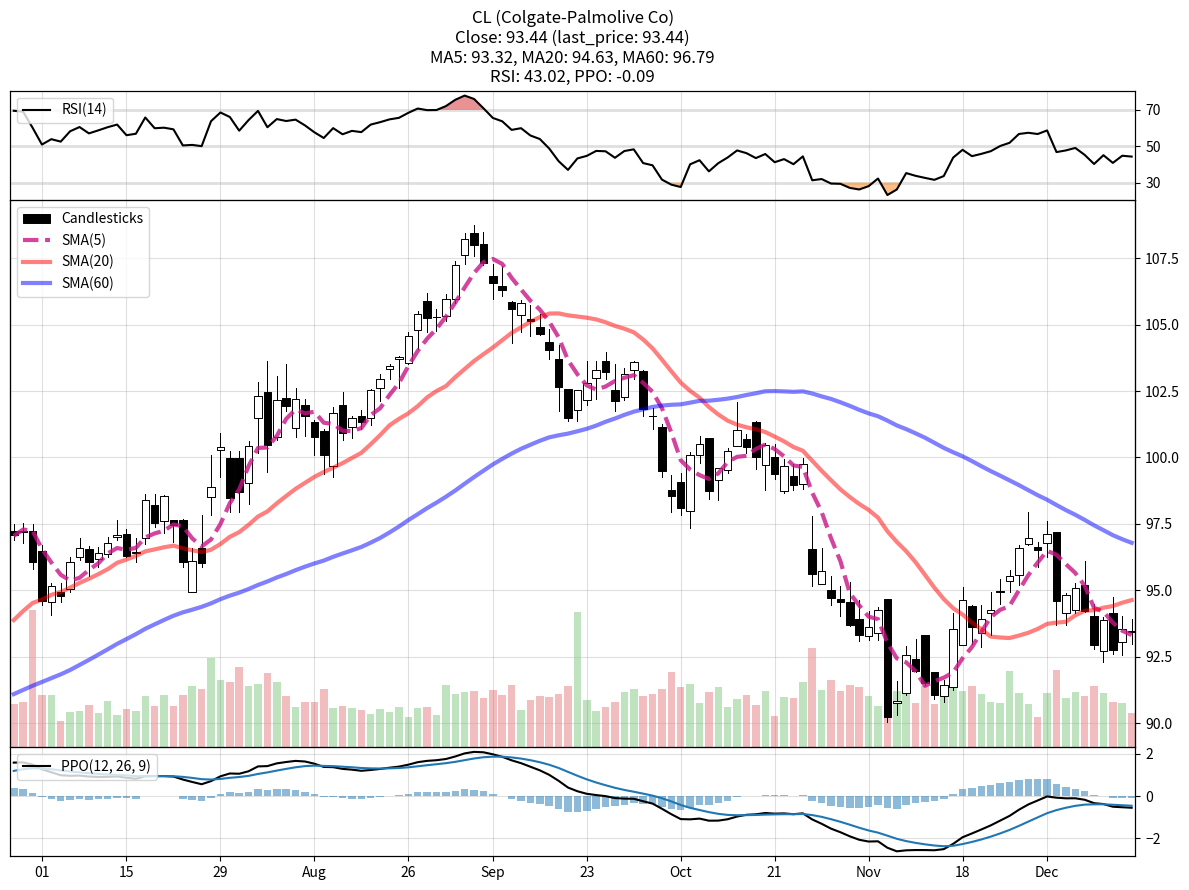 CL (Colgate-Palmolive Co)
Close: 93.44 (last_price: 93.44)
MA5: 93.32, MA20: 94.63, MA60: 96.79
RSI: 43.02, PPO: -0.09
RSI(14)
70
50
30
Candlesticks
SMA(5)
SMA(20)
SMA(60)
107.5
105.0
102.5
100.0
97.5
95.0
92.5
90.0
PPO(12, 26, 9)
2
0
−2
01 15 29 Aug 26 Sep 23 Oct 21 Nov 18 Dec